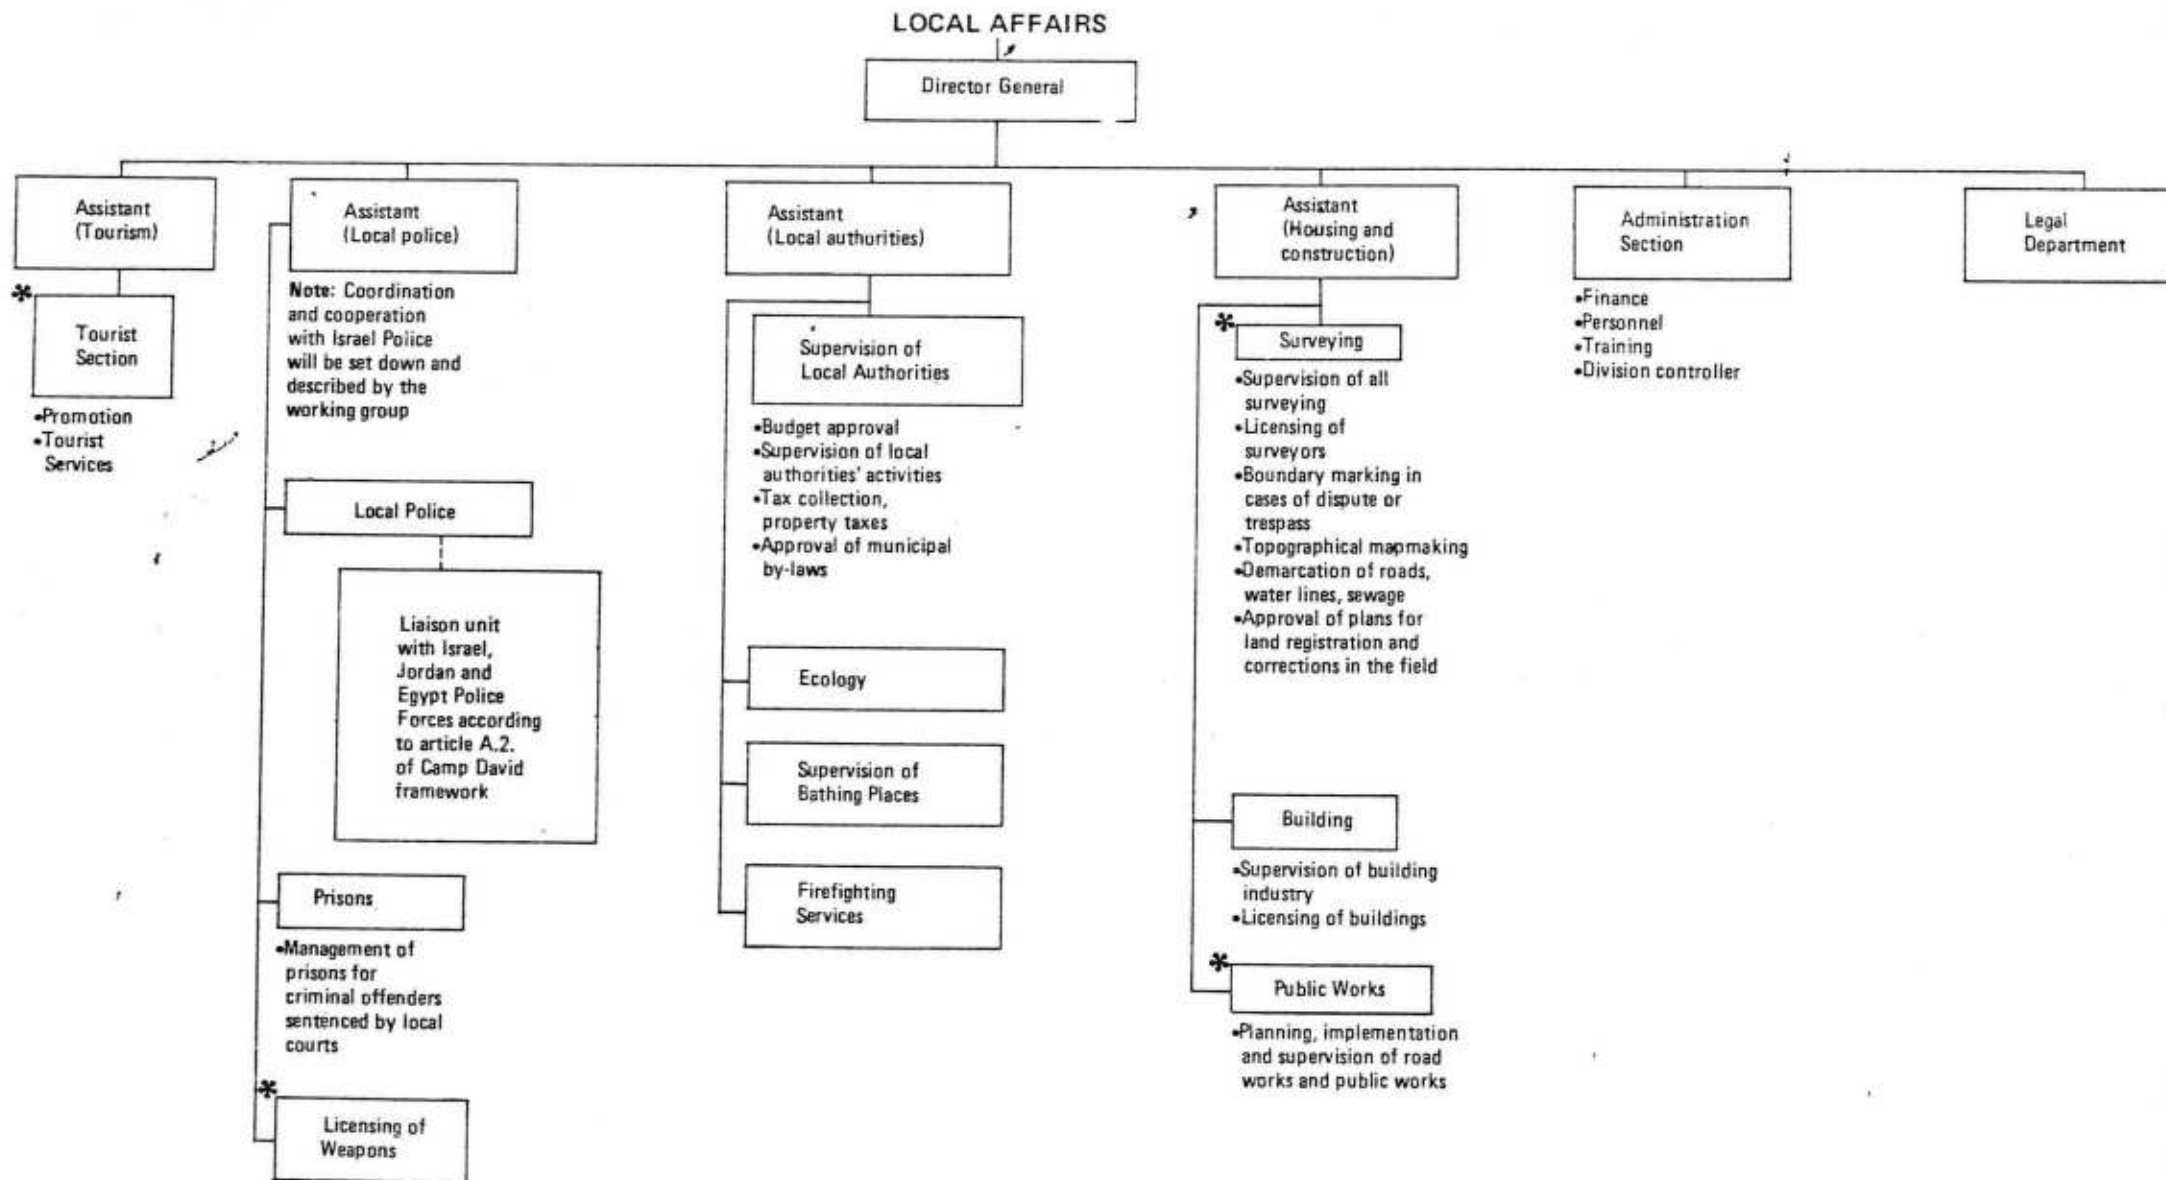 LOCAL AFFAIRS
Director General
Assistant
(Tourism)
*
Tourist
Section
•Promotion
•Tourist
Services
Assistant
(Local police)
Note: Coordination
and cooperation
with Israel Police
will be set down and
described by the
working group
Local Police
Liaison unit
with Israel,
Jordan and
Egypt Police
Forces according
to article A.2.
of Camp David
framework
Prisons
•Management of
prisons for
criminal offenders
sentenced by local
courts
*
Licensing of
Weapons
Assistant
(Local authorities)
Supervision of
Local Authorities
•Budget approval
•Supervision of local
authorities' activities
•Tax collection,
property taxes
•Approval of municipal
by-laws
Ecology
Supervision of
Bathing Places
Firefighting
Services
Assistant
(Housing and
construction)
*
Surveying
•Supervision of all
surveying
•Licensing of
surveyors
•Boundary marking in
cases of dispute or
trespass
•Topographical mapmaking
•Demarcation of roads,
water lines, sewage
•Approval of plans for
land registration and
corrections in the field
Building
•Supervision of building
industry
•Licensing of buildings
*
Public Works
•Planning, implementation
and supervision of road
works and public works
Administration
Section
•Finance
•Personnel
•Training
•Division controller
Legal
Department